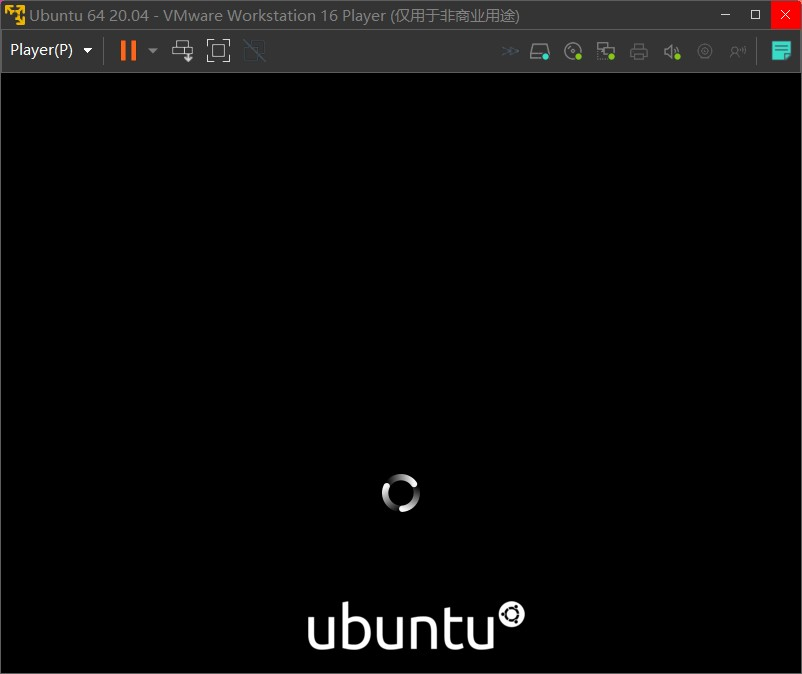 Ubuntu 64 20.04 - VMware Workstation 16 Player (仅用于非商业用途)
Player(P)
ubuntu